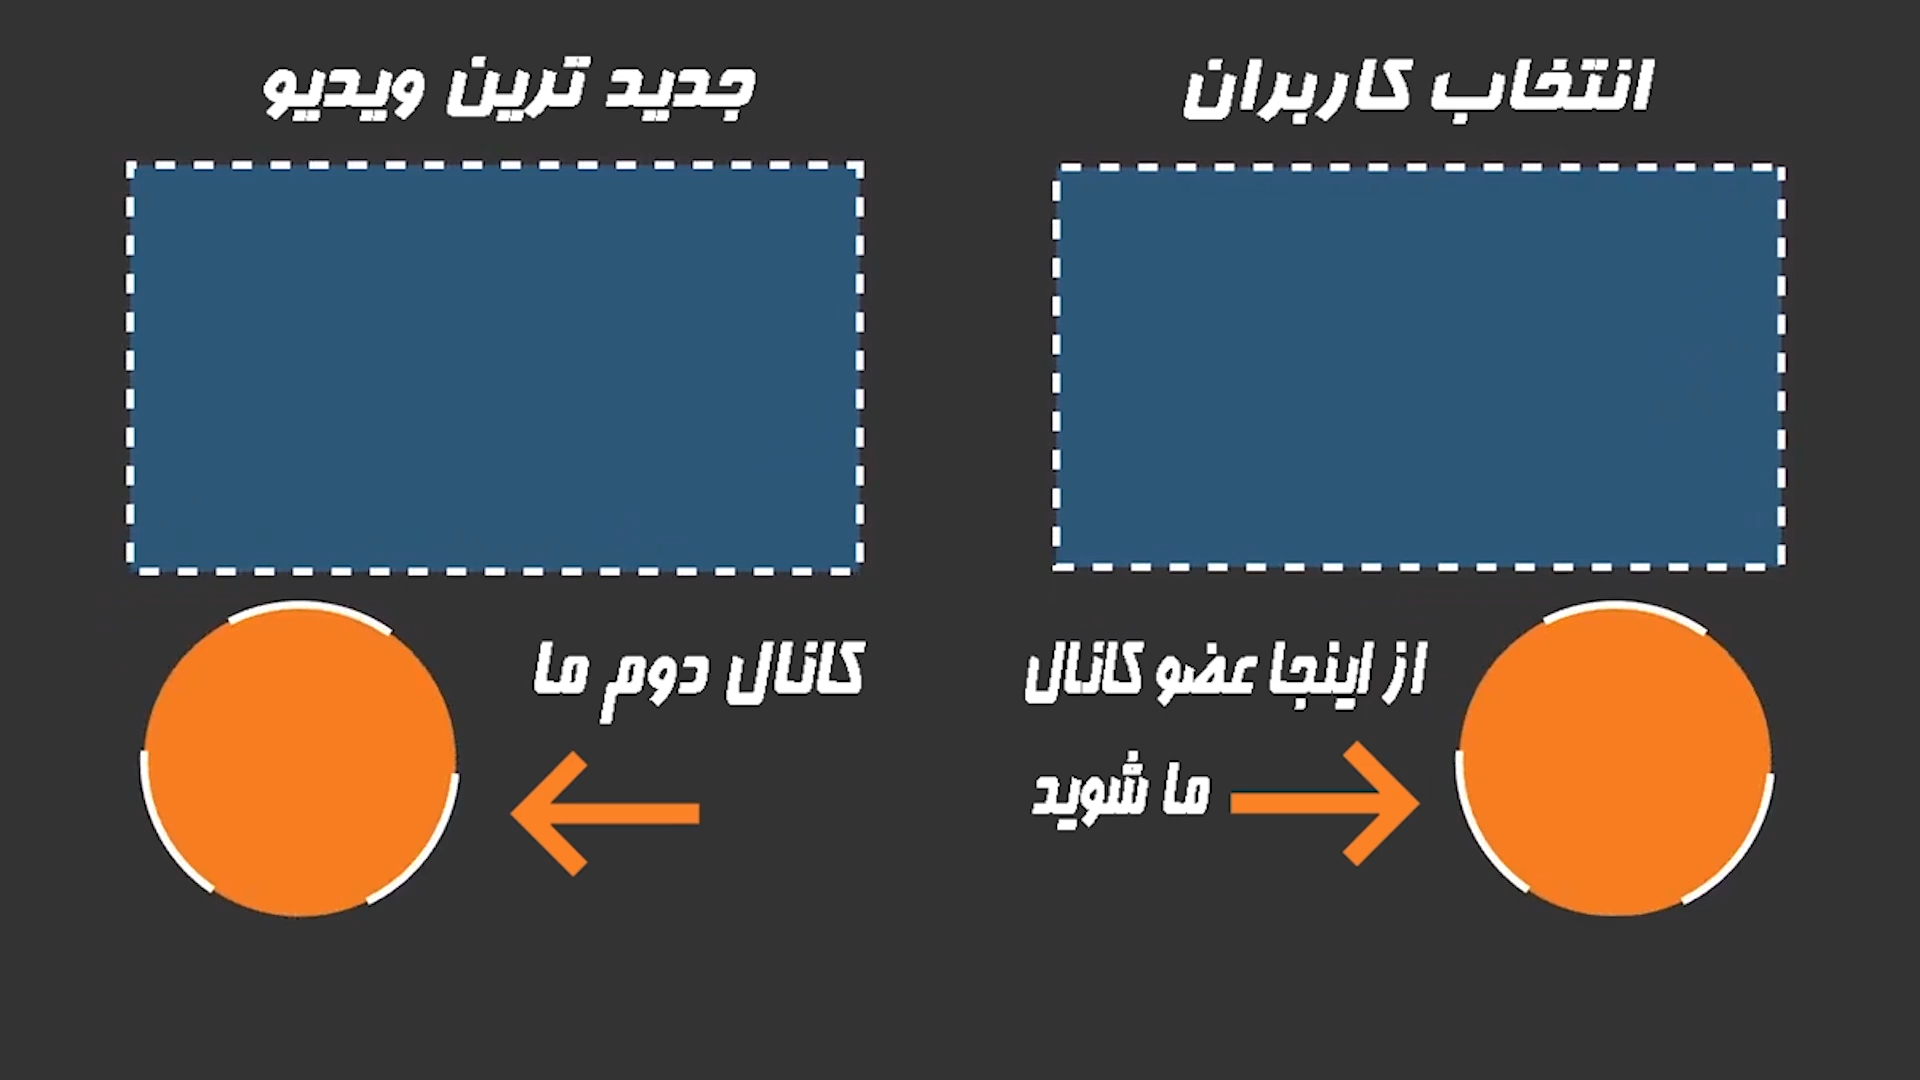 انتخاب کاربران
جدید ترین ویدیو
از اینجا عضو کانال
ما شوید
کانال دوم ما